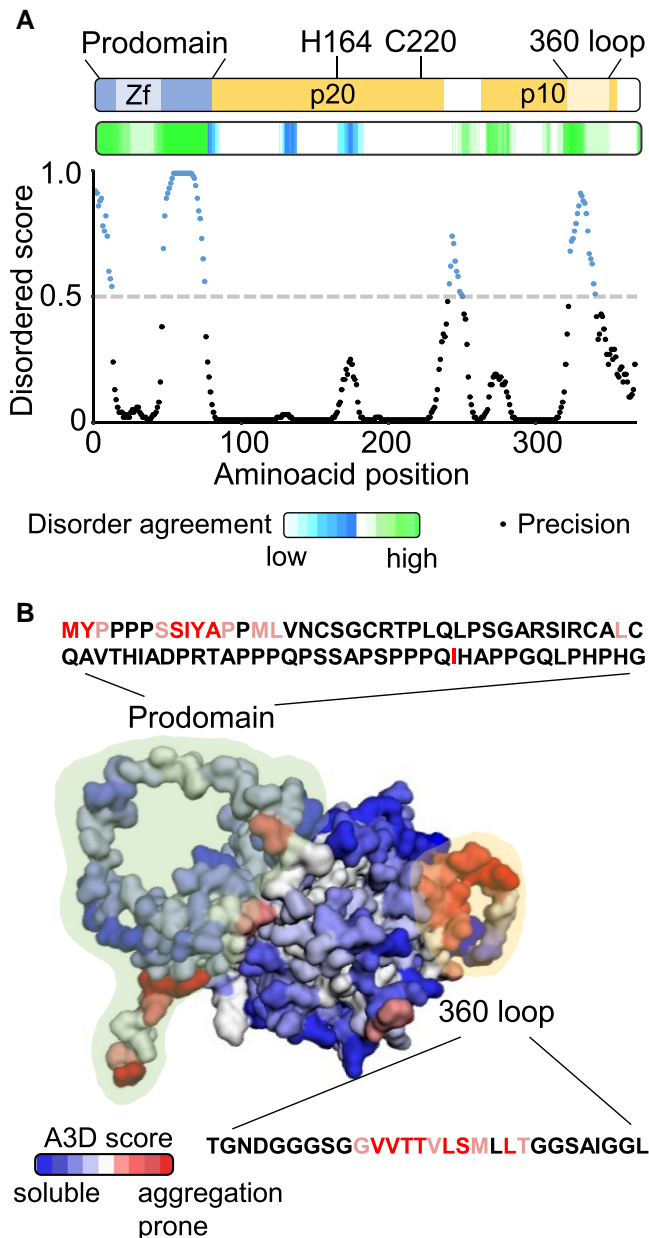 A
Prodomain H164 C220 360 loop
Zf p20 p10
1.0
0.5
0
Disordered score
0 100 200 300
Aminoacid position
Disorder agreement
low high
Precision
B
MYPPPPSSIYAPPMLVNCSGCRTPLQLPSGARSIRCALC
QAVTHIADPRTAPPPQPSSAPSPPPQIHAPPGQLPHPHG
Prodomain
360 loop
A3D score
soluble aggregation
prone
TGNDGGGSGGVVTTVLSMLLTGGSAIGGL